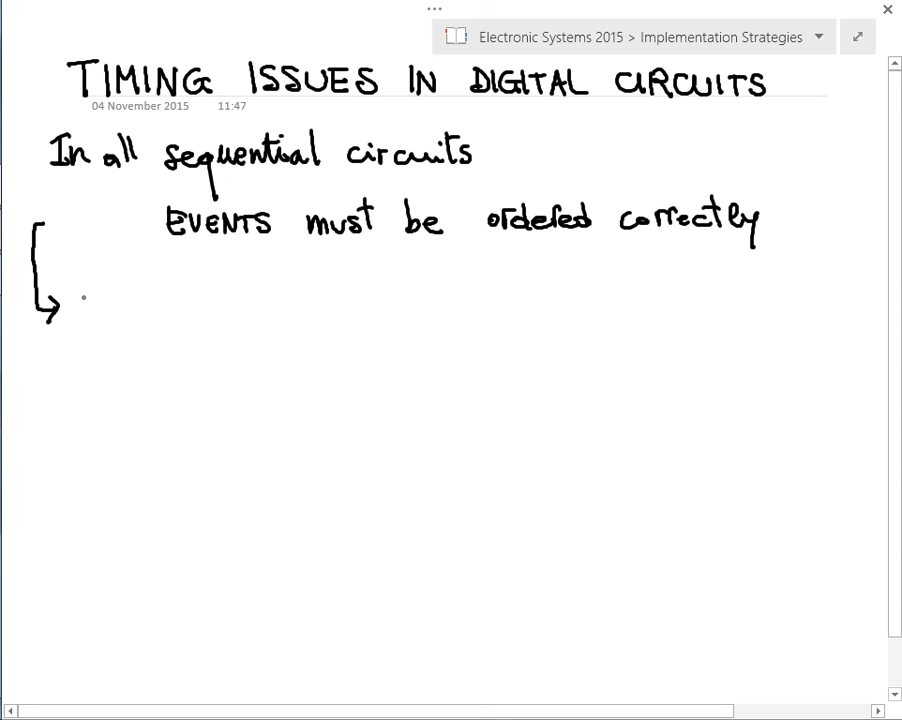 Electronic Systems 2015 > Implementation Strategies
TIMING ISSUES IN DIGITAL CIRCUITS
04 November 2015 11:47
In all sequential circuits
EVENTS must be ordered correctly